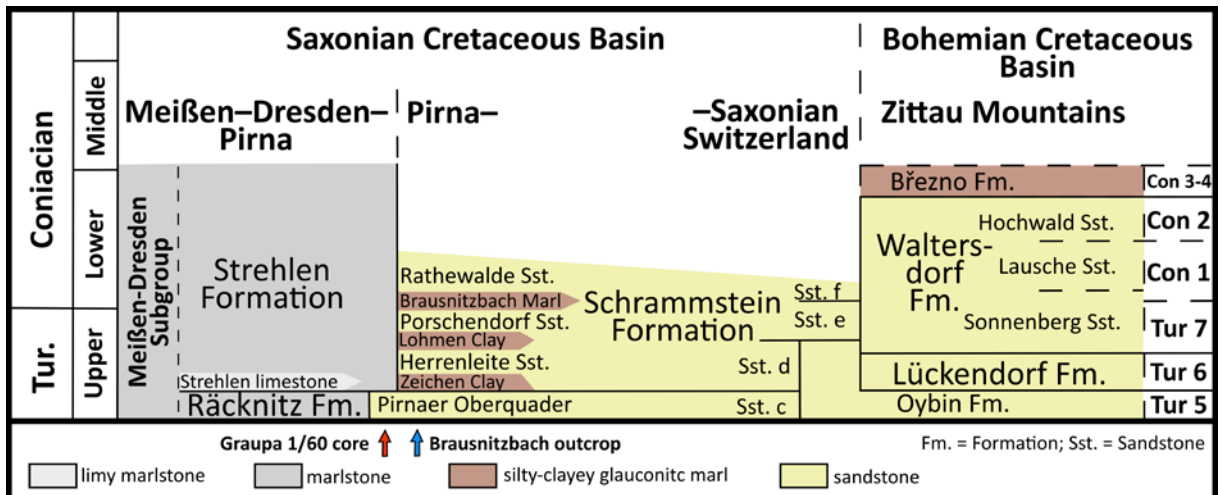 Saxonian Cretaceous Basin
Bohemian Cretaceous
Basin
Meißen–Dresden–
Pirna
Pirna–
–Saxonian
Switzerland
Zittau Mountains
Coniacian
Middle
Lower
Tur.
Upper
Meißen–Dresden
Subgroup
Strehlen
Formation
Strehlen limestone
Räcknitz Fm.
Rathewalde Sst.
Brausnitzbach Marl
Porschendorf Sst.
Lohmen Clay
Herrenleite Sst.
Zeichen Clay
Pirnaer Oberquader
Schrammstein
Formation
Sst. f
Sst. e
Sst. d
Sst. c
Březno Fm.
Walters-
dorf
Fm.
Hochwald Sst.
Lausche Sst.
Sonnenberg Sst.
Lückendorf Fm.
Oybin Fm.
Con 3-4
Con 2
Con 1
Tur 7
Tur 6
Tur 5
Graupa 1/60 core
Brausnitzbach outcrop
Fm. = Formation; Sst. = Sandstone
limy marlstone
marlstone
silty-clayey glauconitc marl
sandstone